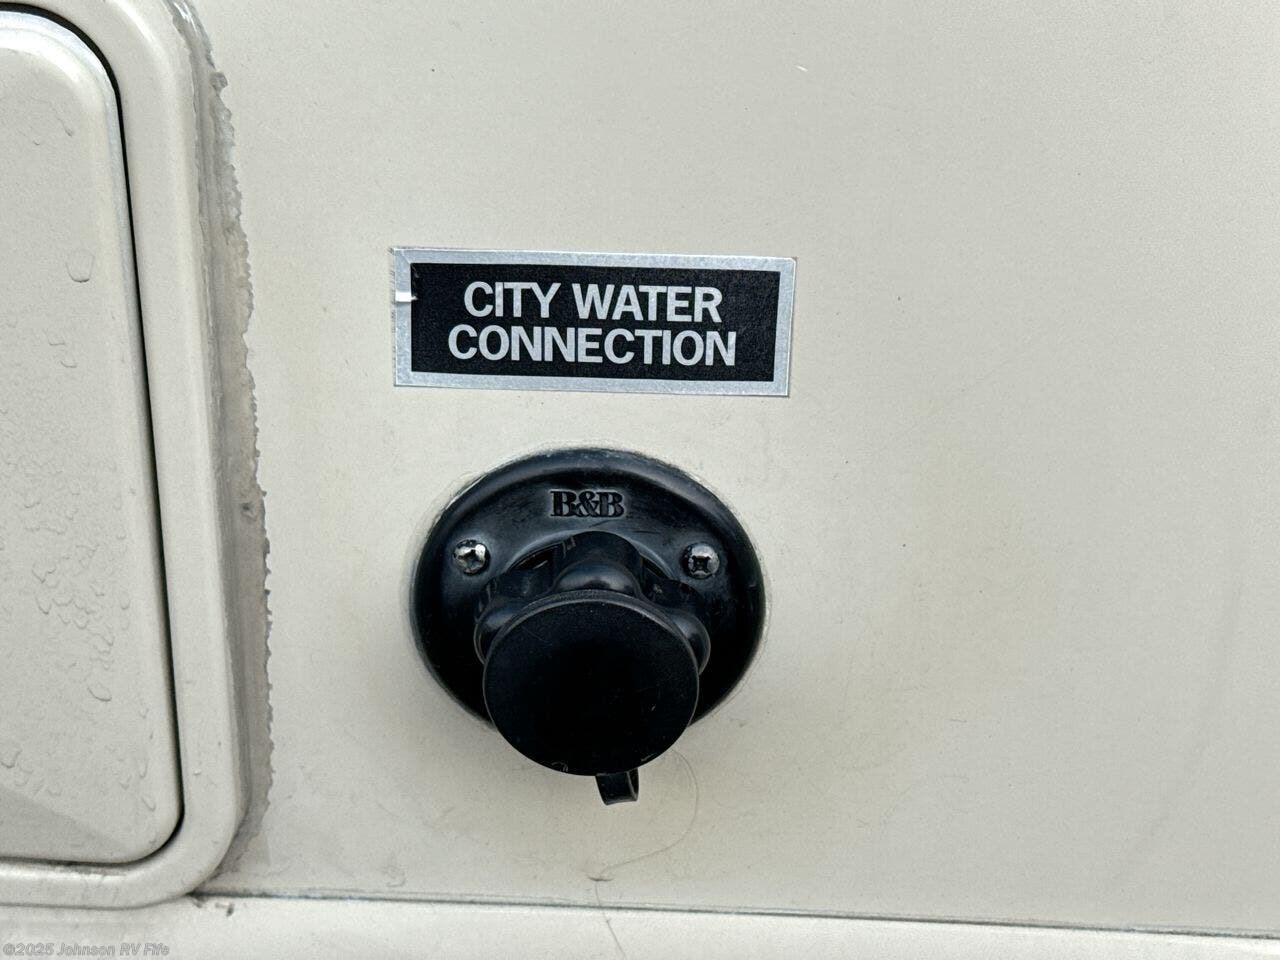 CITY WATER
CONNECTION
B&B
©2025 Johnson RV Fife